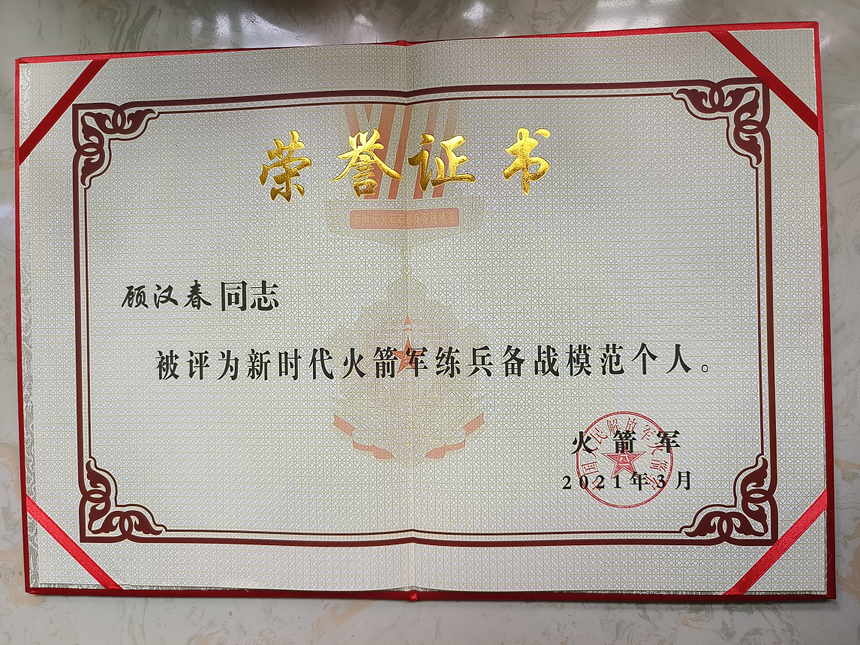 荣誉证书
顾汉春同志
被评为新时代火箭军练兵备战模范个人。
火箭军
2021年3月